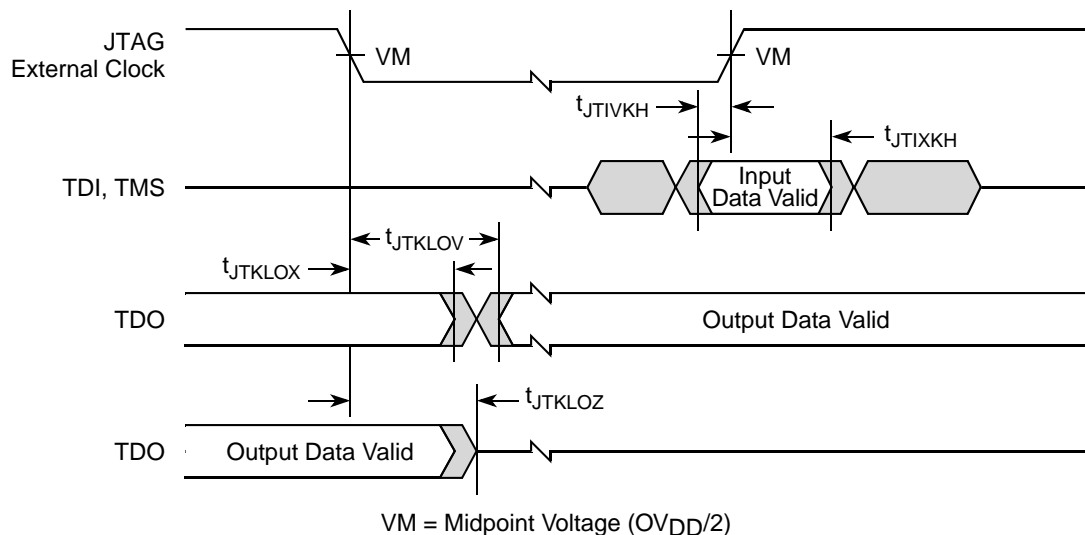 JTAG
External Clock
VM
VM
tJTIVKH
tJTIXKH
TDI, TMS
Input
Data Valid
tJTKLOV
tJTKLOX
TDO
Output Data Valid
tJTKLOZ
TDO
Output Data Valid
VM = Midpoint Voltage (OVDD/2)